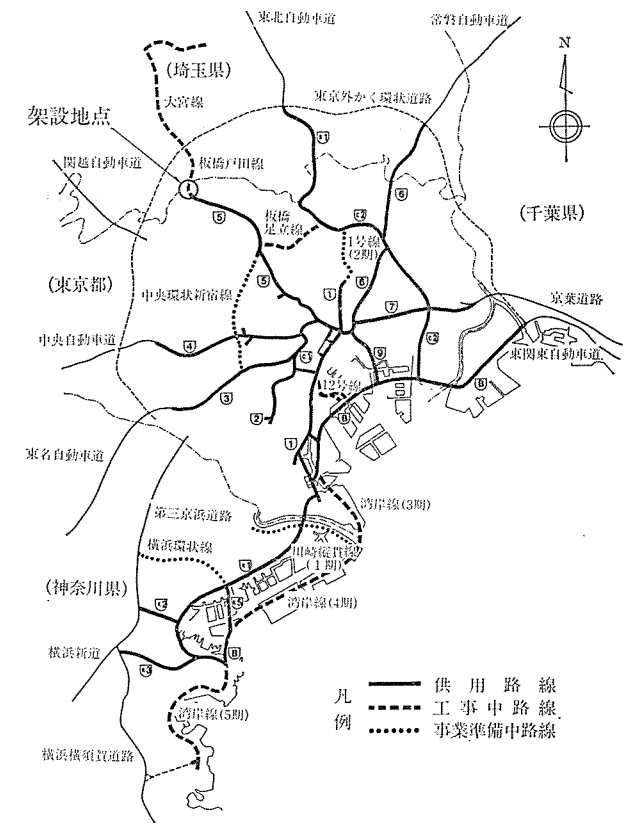 東北自動車道
常磐自動車道
N
(埼玉県)
大宮線
東京外かく環状道路
架設地点
関越自動車道
板橋戸田線
板橋
足立線
1号線
(2期)
(千葉県)
(東京都)
中央環状新宿線
京葉道路
中央自動車道
東関東自動車道
12号線
東名自動車道
湾岸線(3期)
第三京浜道路
横浜環状線
川崎縦貫線
(1期)
(神奈川県)
湾岸線(4期)
横浜新道
湾岸線(5期)
横浜横須賀道路
凡例
供用路線
工事中路線
事業準備中路線